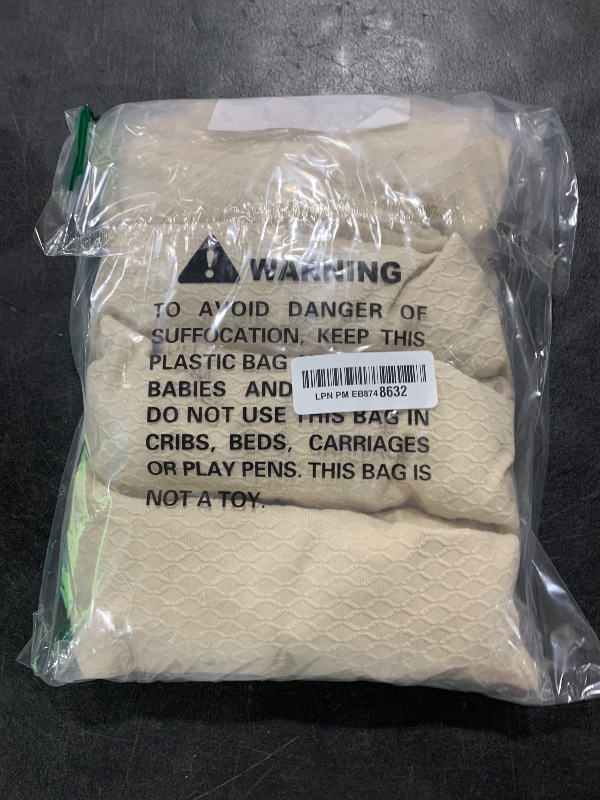 WARNING
TO AVOID DANGER OF
SUFFOCATION, KEEP THIS
PLASTIC BAG
BABIES AND
LPN PM EB8748632
DO NOT USE THIS BAG IN
CRIBS, BEDS, CARRIAGES
OR PLAY PENS. THIS BAG IS
NOT A TOY.